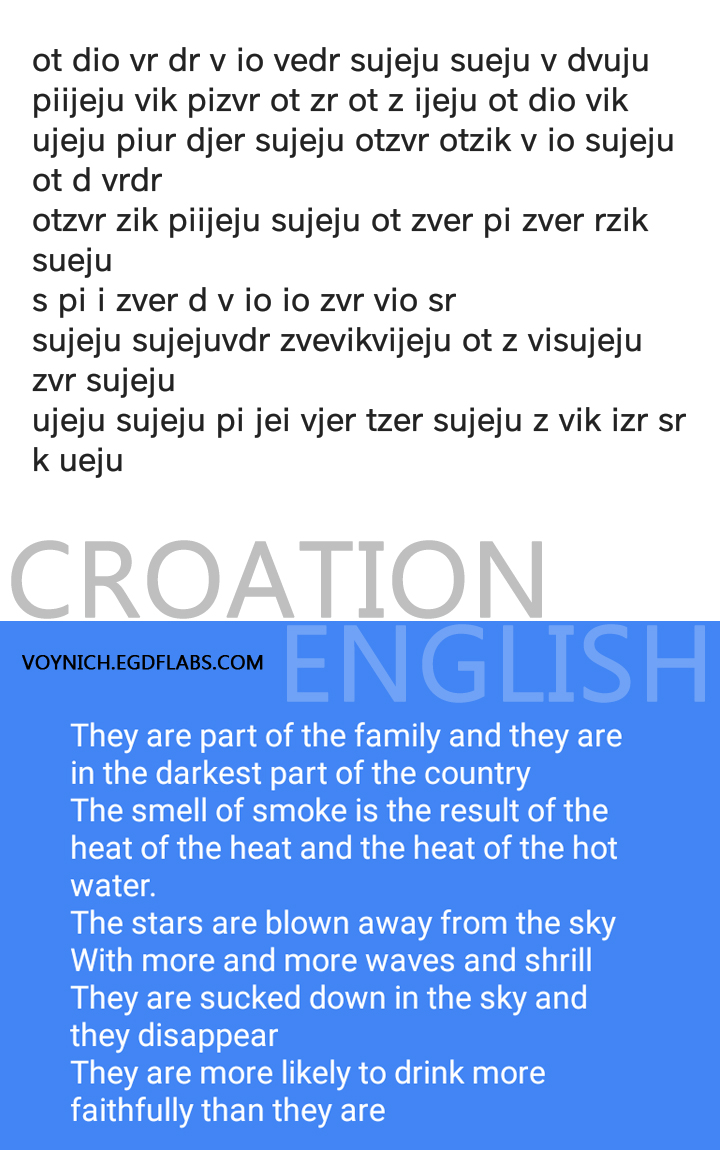 ot dio vr dr v io vedr sujeju sueju v dvuju
piijeju vik pizvr ot zr ot z ijeju ot dio vik
ujeju piur djer sujeju otzvr otzik v io sujeju
ot d vrdr
otzvr zik piijeju sujeju ot zver pi zver rzik
sueju
s pi i zver d v io io zvr vio sr
sujeju sujejuvdr zvevikvijeju ot z visujeju
zvr sujeju
ujeju sujeju pi jei vjer tzer sujeju z vik izr sr
k ueju
CROATION
ENGLISH
VOYNICH.EGDFLABS.COM
They are part of the family and they are
in the darkest part of the country
The smell of smoke is the result of the
heat of the heat and the heat of the hot
water.
The stars are blown away from the sky
With more and more waves and shrill
They are sucked down in the sky and
they disappear
They are more likely to drink more
faithfully than they are